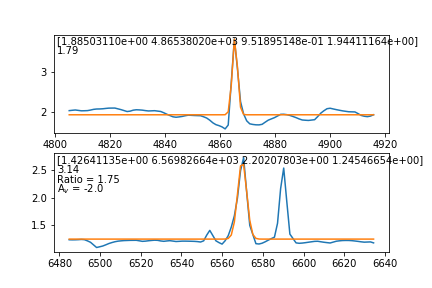 [1.88503110e+00 4.86538020e+03 9.51895148e-01 1.94411164e+00]
1.79
3
2
4800 4820 4840 4860 4880 4900 4920
[1.42641135e+00 6.56982664e+03 2.20207803e+00 1.24546654e+00]
3.14
Ratio = 1.75
Aᵥ = -2.0
2.5
2.0
1.5
6480 6500 6520 6540 6560 6580 6600 6620 6640